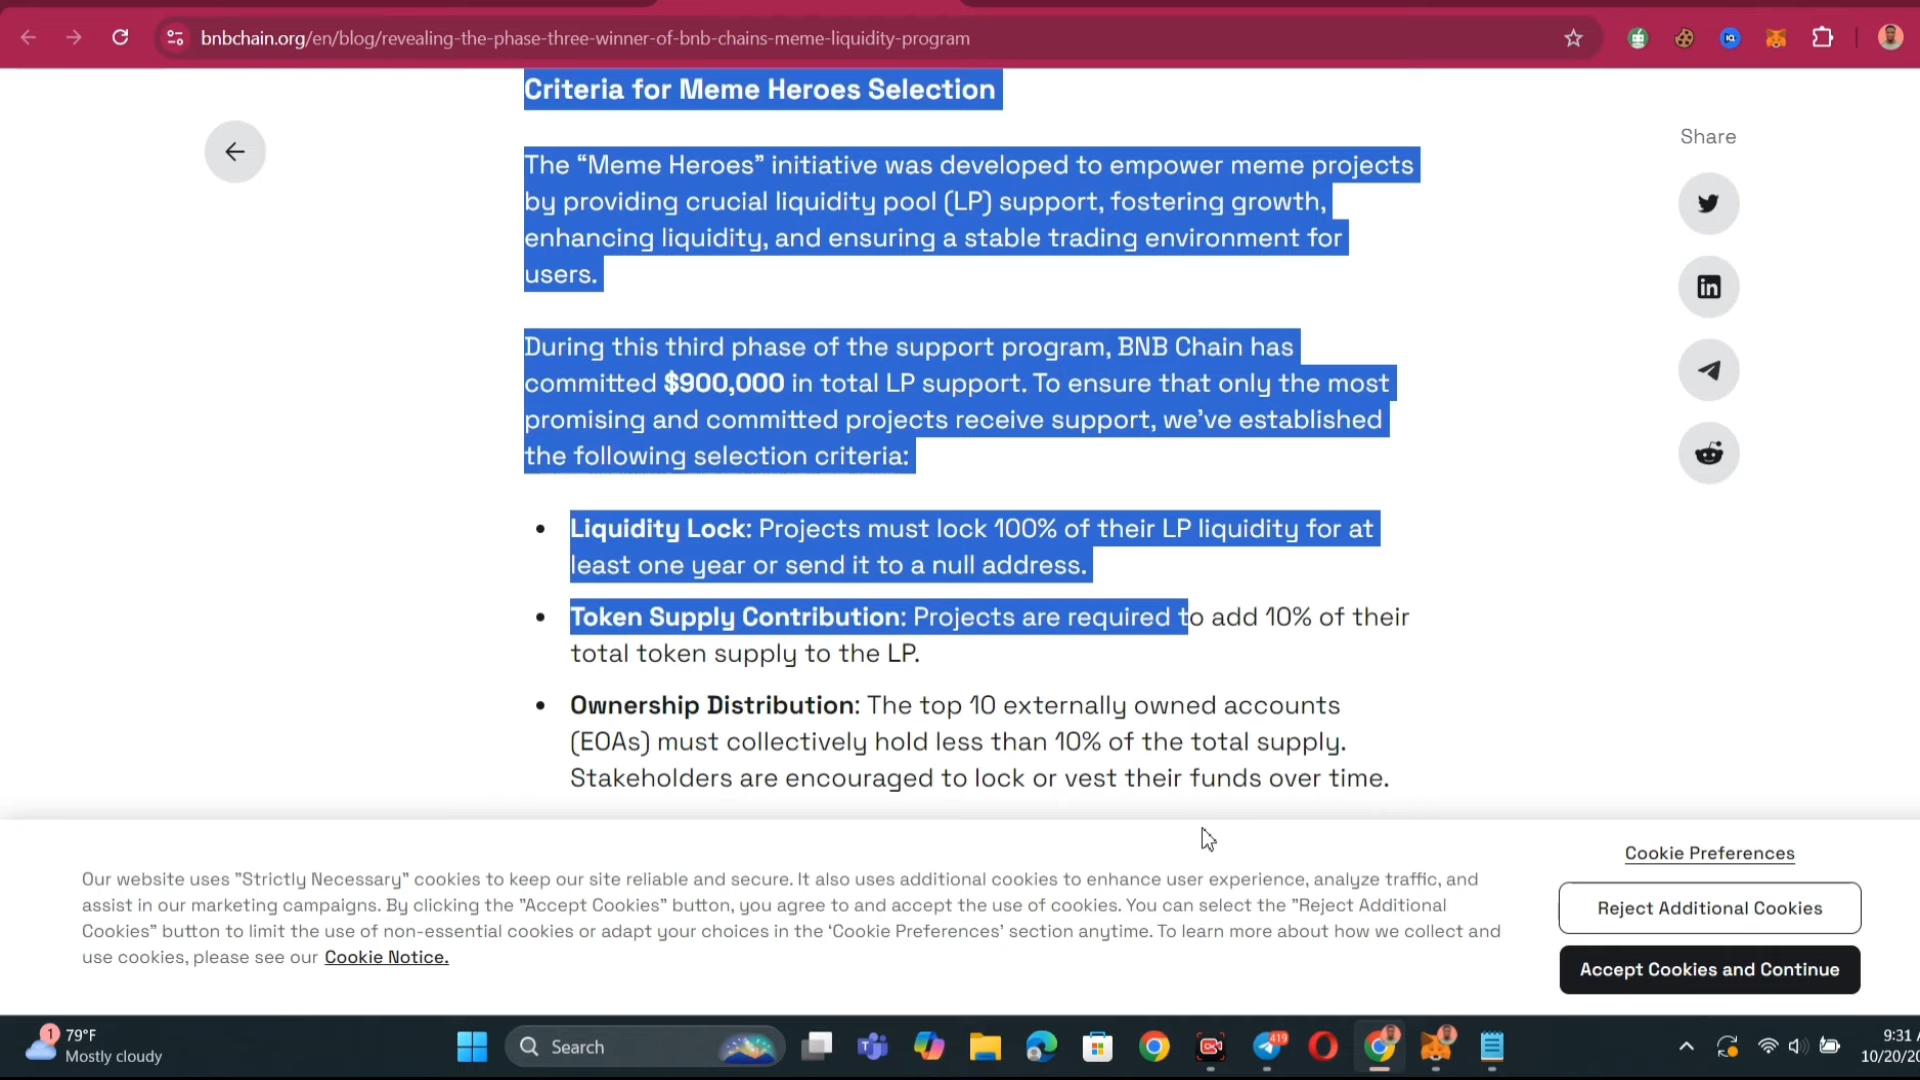 bnbchain.org/en/blog/revealing-the-phase-three-winner-of-bnb-chains-meme-liquidity-program
Criteria for Meme Heroes Selection
Share
The “Meme Heroes” initiative was developed to empower meme projects
by providing crucial liquidity pool (LP) support, fostering growth,
enhancing liquidity, and ensuring a stable trading environment for
users.
During this third phase of the support program, BNB Chain has
committed $900,000 in total LP support. To ensure that only the most
promising and committed projects receive support, we’ve established
the following selection criteria:
• Liquidity Lock: Projects must lock 100% of their LP liquidity for at
least one year or send it to a null address.
• Token Supply Contribution: Projects are required to add 10% of their
total token supply to the LP.
• Ownership Distribution: The top 10 externally owned accounts
(EOAs) must collectively hold less than 10% of the total supply.
Stakeholders are encouraged to lock or vest their funds over time.
Our website uses "Strictly Necessary" cookies to keep our site reliable and secure. It also uses additional cookies to enhance user experience, analyze traffic, and
assist in our marketing campaigns. By clicking the "Accept Cookies" button, you agree to and accept the use of cookies. You can select the "Reject Additional
Cookies" button to limit the use of non-essential cookies or adapt your choices in the ‘Cookie Preferences’ section anytime. To learn more about how we collect and
use cookies, please see our Cookie Notice.
Cookie Preferences
Reject Additional Cookies
Accept Cookies and Continue
1
79°F
Mostly cloudy
Search
419
9:31
10/20/20